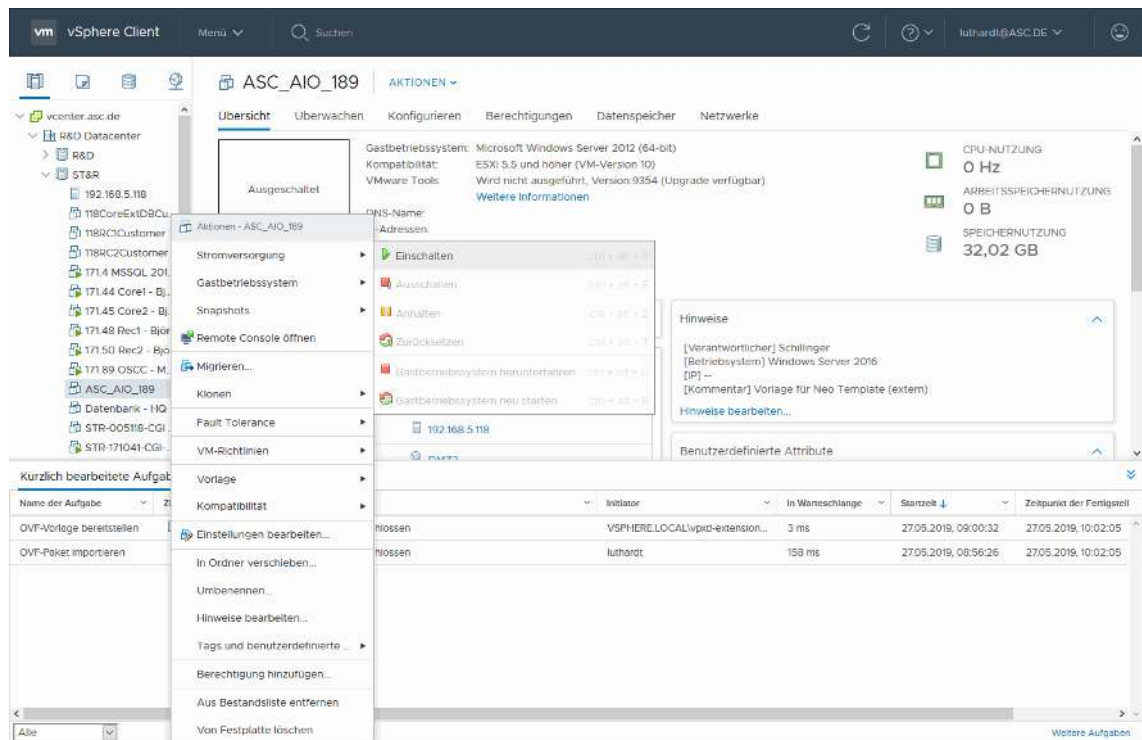 vm vSphere Client Menü Suchen luthardt@ASC.DE
ASC_AIO_189 AKTIONEN
Übersicht Überwachen Konfigurieren Berechtigungen Datenspeicher Netzwerke
vcenter.asc.de
R&D Datacenter
R&D
ST&R
192.168.5.118
118CoreExtDBCu...
118RC1Customer
118RC2Customer
171.4 MSSQL 201...
171.44 Core1 - Bj...
171.45 Core2 - Bj...
171.48 Rec1 - Björ
171.50 Rec2 - Bjö
171.89 OSCC - M...
ASC_AIO_189
Datenbank - HQ
STR-005118-CGI ...
STR-171041-CGI-...
Ausgeschaltet
Gastbetriebssystem: Microsoft Windows Server 2012 (64-bit)
Kompatibilität: ESXi 5.5 und höher (VM-Version 10)
VMware Tools: Wird nicht ausgeführt, Version:9354 (Upgrade verfügbar)
Weitere Informationen
DNS-Name:
-Adressen:
CPU-NUTZUNG
0 Hz
ARBEITSSPEICHERNUTZUNG
0 B
SPEICHERNUTZUNG
32,02 GB
Aktionen - ASC_AIO_189
Stromversorgung
Gastbetriebssystem
Snapshots
Remote Console öffnen
Migrieren...
Klonen
Fault Tolerance
VM-Richtlinien
Vorlage
Kompatibilität
Einstellungen bearbeiten...
In Ordner verschieben...
Umbenennen...
Hinweise bearbeiten...
Tags und benutzerdefinierte ...
Berechtigung hinzufügen...
Aus Bestandsliste entfernen
Von Festplatte löschen
Einschalten
Ausschalten
Anhalten
Zurücksetzen
Gastbetriebssystem herunterfahren
Gastbetriebssystem neu starten
192.168.5.118
Hinweise
[Verantwortlicher] Schillinger
[Betriebsystem] Windows Server 2016
[IP] --
[Kommentar] Vorlage für Neo Template (extern)
Hinweise bearbeiten...
Benutzerdefinierte Attribute
Kürzlich bearbeitete Aufgab
Name der Aufgabe Zi Initiator In Warteschlange Startzeit ↓ Zeitpunkt der Fertigstell
OVF-Vorlage bereitstellen hlossen VSPHERE.LOCAL\vpxd-extension... 3 ms 27.05.2019, 09:00:32 27.05.2019, 10:02:05
OVF-Paket importieren hlossen luthardt 158 ms 27.05.2019, 08:56:26 27.05.2019, 10:02:05
Alle Weitere Aufgaben